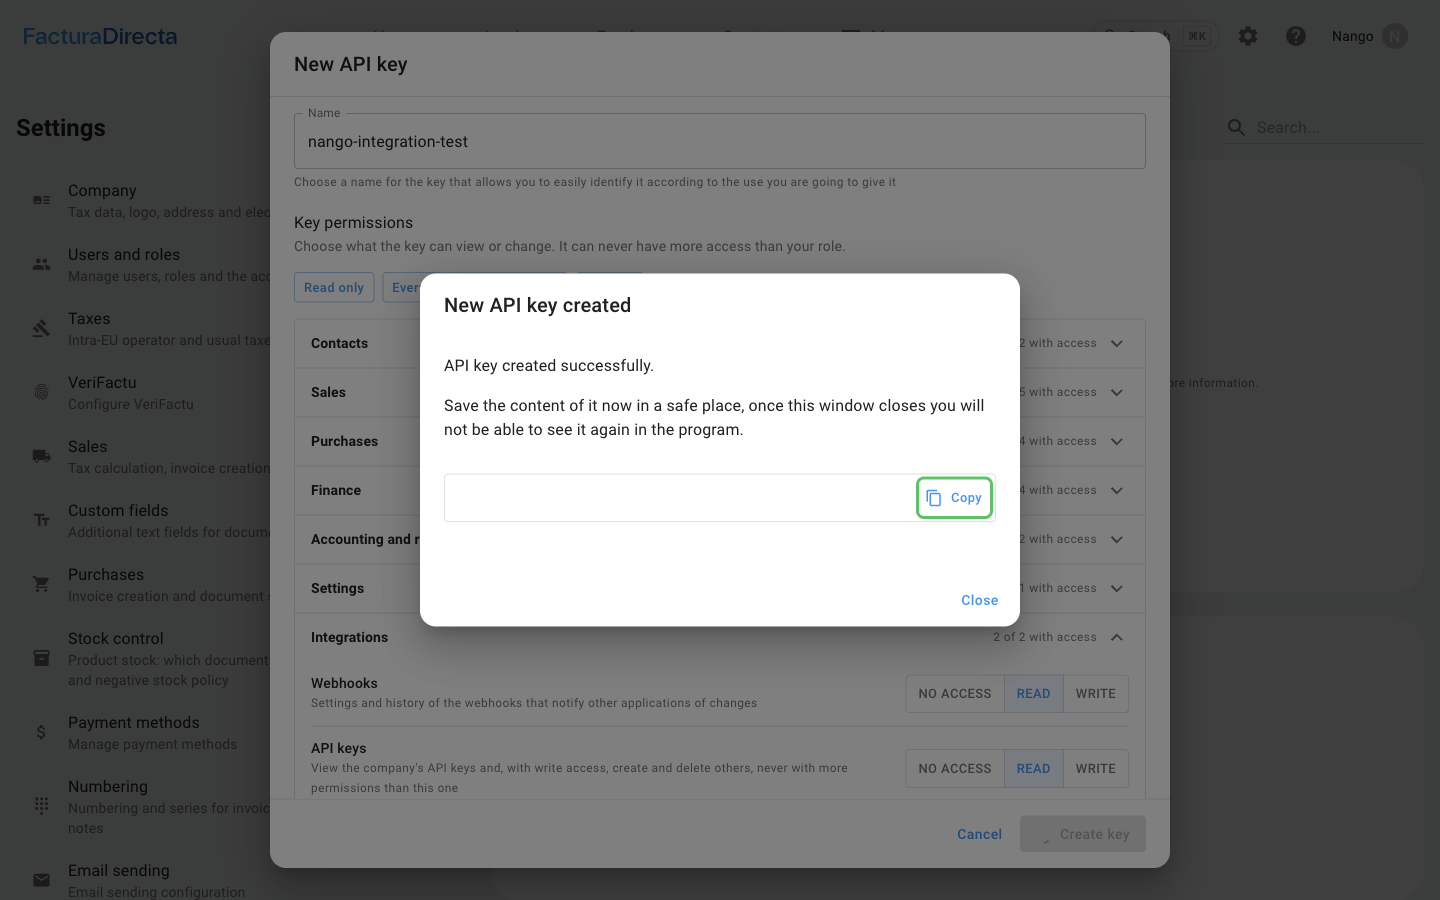 FacturaDirecta
⌘K
Nango
N
New API key
Name
nango-integration-test
Choose a name for the key that allows you to easily identify it according to the use you are going to give it
Key permissions
Choose what the key can view or change. It can never have more access than your role.
Read only
Settings
Search...
Company
Tax data, logo, address and
Users and roles
Manage users, roles and the
Taxes
Intra-EU operator and usual
VeriFactu
Configure VeriFactu
Sales
Tax calculation, invoice creation
Custom fields
Additional text fields for
Purchases
Invoice creation and document
Stock control
Product stock: which document
and negative stock policy
Payment methods
Manage payment methods
Numbering
Numbering and series for
notes
Email sending
Email sending configuration
Contacts
2 with access
Sales
5 with access
Purchases
4 with access
Finance
4 with access
Accounting and
2 with access
Settings
1 with access
Integrations
2 of 2 with access
information.
New API key created
API key created successfully.
Save the content of it now in a safe place, once this window closes you will
not be able to see it again in the program.
Copy
Close
Webhooks
Settings and history of the webhooks that notify other applications of changes
NO ACCESS READ WRITE
API keys
View the company's API keys and, with write access, create and delete others, never with more
permissions than this one
NO ACCESS READ WRITE
Cancel
Create key